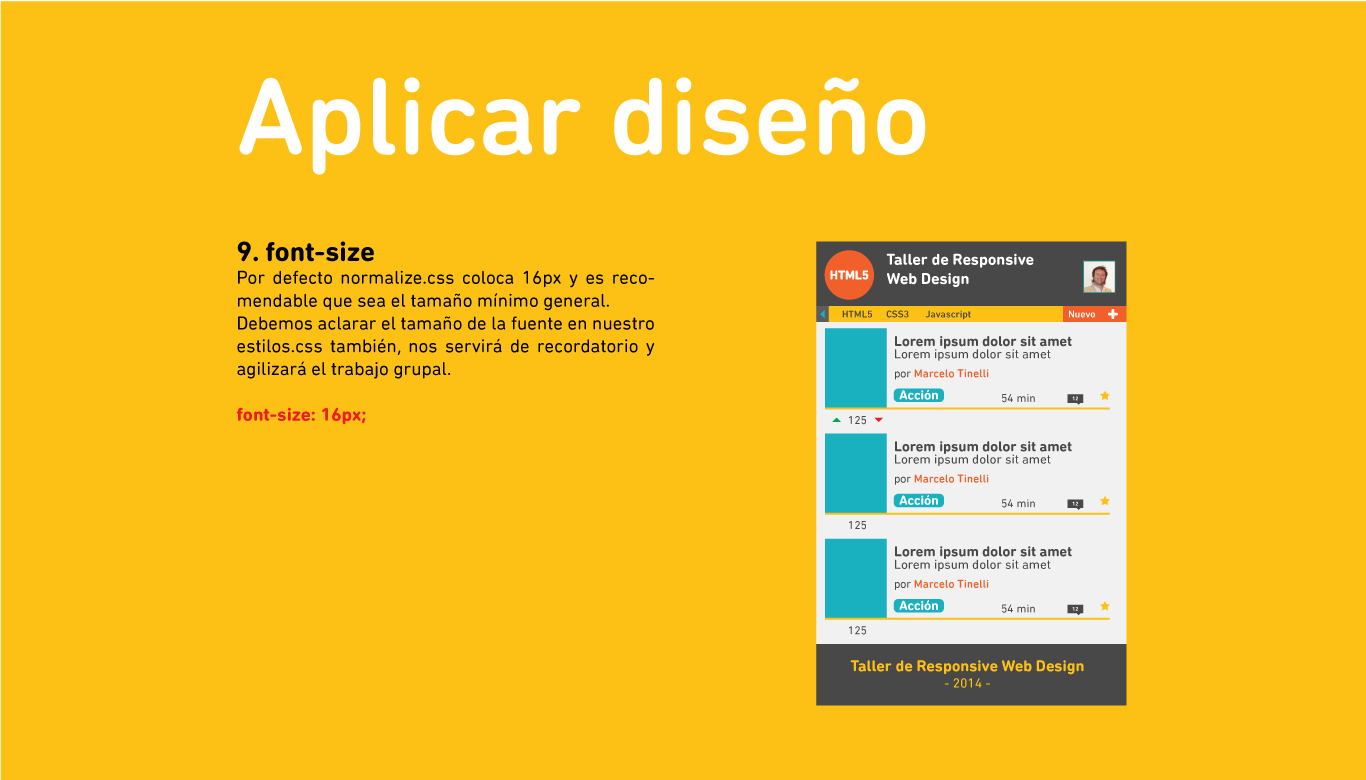 Aplicar diseño
9. font-size
Por defecto normalize.css coloca 16px y es reco-
mendable que sea el tamaño mínimo general.
Debemos aclarar el tamaño de la fuente en nuestro
estilos.css también, nos servirá de recordatorio y
agilizará el trabajo grupal.
font-size: 16px;
HTML5
Taller de Responsive
Web Design
HTML5 CSS3 Javascript Nuevo
Lorem ipsum dolor sit amet
Lorem ipsum dolor sit amet
por Marcelo Tinelli
Acción 54 min 12
125
Lorem ipsum dolor sit amet
Lorem ipsum dolor sit amet
por Marcelo Tinelli
Acción 54 min 12
125
Lorem ipsum dolor sit amet
Lorem ipsum dolor sit amet
por Marcelo Tinelli
Acción 54 min 12
125
Taller de Responsive Web Design
- 2014 -